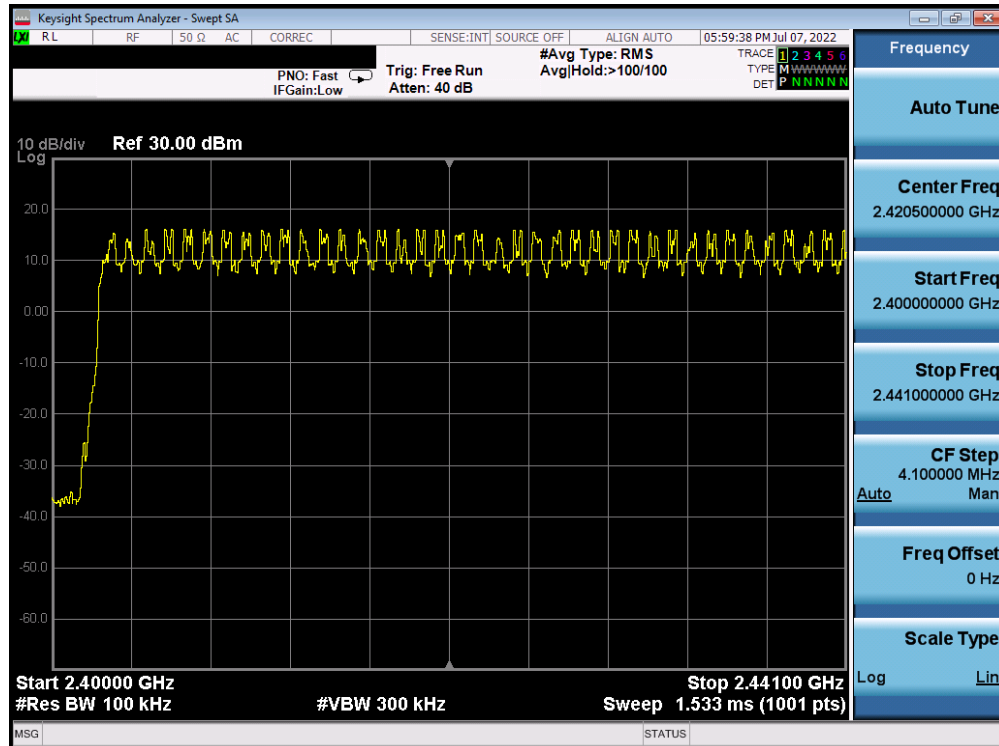 Keysight Spectrum Analyzer - Swept SA
LXI RL RF 50 Ω AC CORREC SENSE:INT SOURCE OFF ALIGN AUTO 05:59:38 PM Jul 07, 2022
PNO: Fast
IFGain:Low
Trig: Free Run
Atten: 40 dB
#Avg Type: RMS
Avg|Hold:>100/100
TRACE 1 2 3 4 5 6
TYPE M WWWWW
DET P N N N N N
10 dB/div Ref 30.00 dBm
Log
20.0
10.0
0.00
-10.0
-20.0
-30.0
-40.0
-50.0
-60.0
Start 2.40000 GHz Stop 2.44100 GHz
#Res BW 100 kHz #VBW 300 kHz Sweep 1.533 ms (1001 pts)
MSG STATUS
Frequency
Auto Tune
Center Freq
2.420500000 GHz
Start Freq
2.400000000 GHz
Stop Freq
2.441000000 GHz
CF Step
4.100000 MHz
Auto Man
Freq Offset
0 Hz
Scale Type
Log Lin